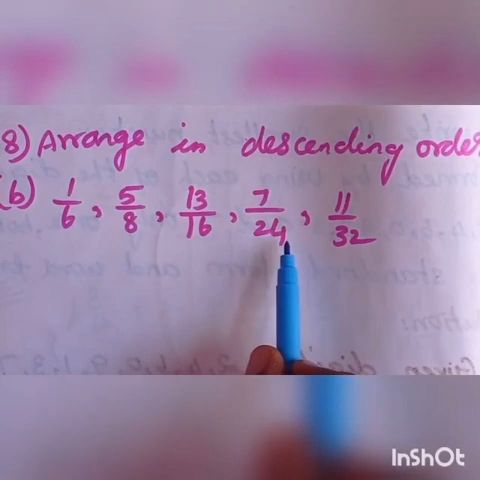 8) Arrange in descending order
(b) 1/6, 5/8, 13/16, 7/24, 11/32
InShOt